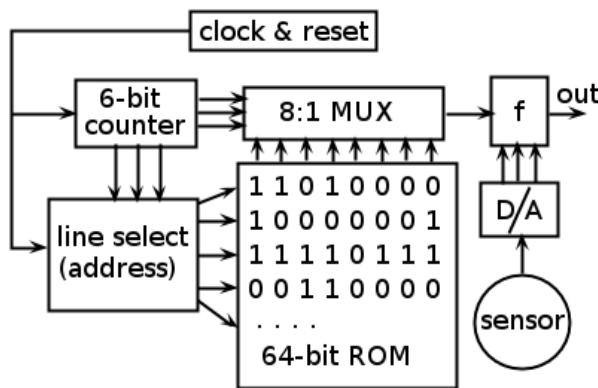 clock & reset
6-bit
counter
8:1 MUX
f
out
line select
(address)
1 1 0 1 0 0 0 0
1 0 0 0 0 0 0 1
1 1 1 1 0 1 1 1
0 0 1 1 0 0 0 0
. . . .
64-bit ROM
D/A
sensor